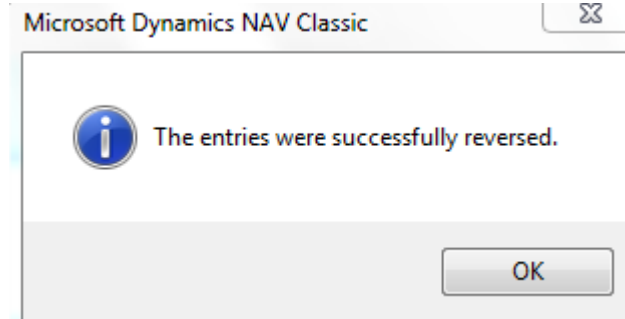 Microsoft Dynamics NAV Classic
The entries were successfully reversed.
OK